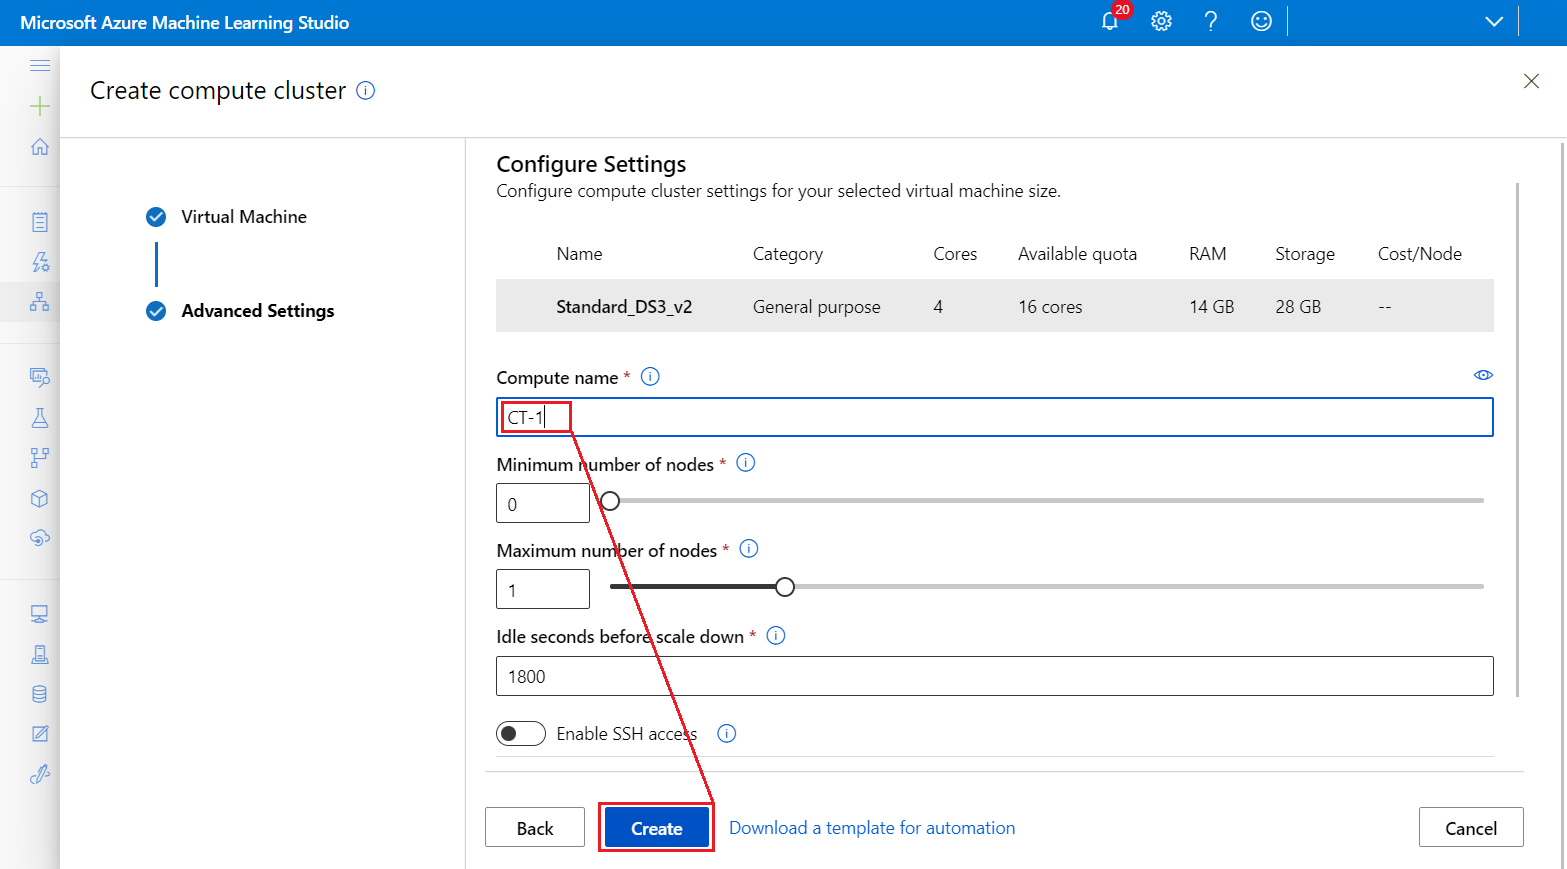 Microsoft Azure Machine Learning Studio
20
Create compute cluster
Virtual Machine
Advanced Settings
Configure Settings
Configure compute cluster settings for your selected virtual machine size.
Name Category Cores Available quota RAM Storage Cost/Node
Standard_DS3_v2 General purpose 4 16 cores 14 GB 28 GB --
Compute name *
CT-1
Minimum number of nodes *
0
Maximum number of nodes *
1
Idle seconds before scale down *
1800
Enable SSH access
Back Create Download a template for automation Cancel